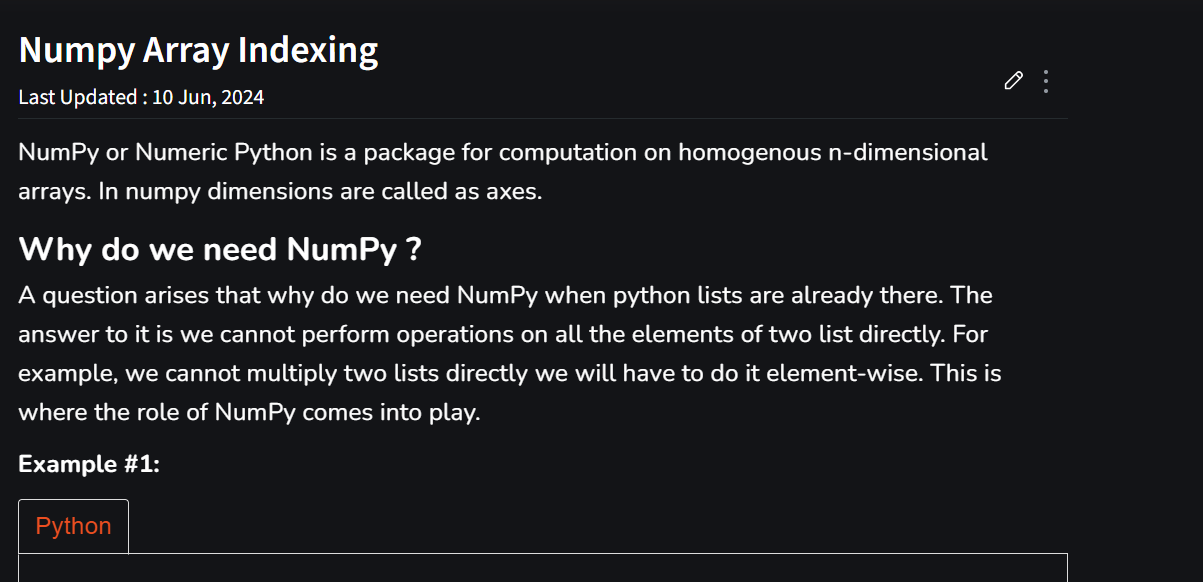 Numpy Array Indexing
Last Updated : 10 Jun, 2024
NumPy or Numeric Python is a package for computation on homogenous n-dimensional
arrays. In numpy dimensions are called as axes.
Why do we need NumPy ?
A question arises that why do we need NumPy when python lists are already there. The
answer to it is we cannot perform operations on all the elements of two list directly. For
example, we cannot multiply two lists directly we will have to do it element-wise. This is
where the role of NumPy comes into play.
Example #1:
Python